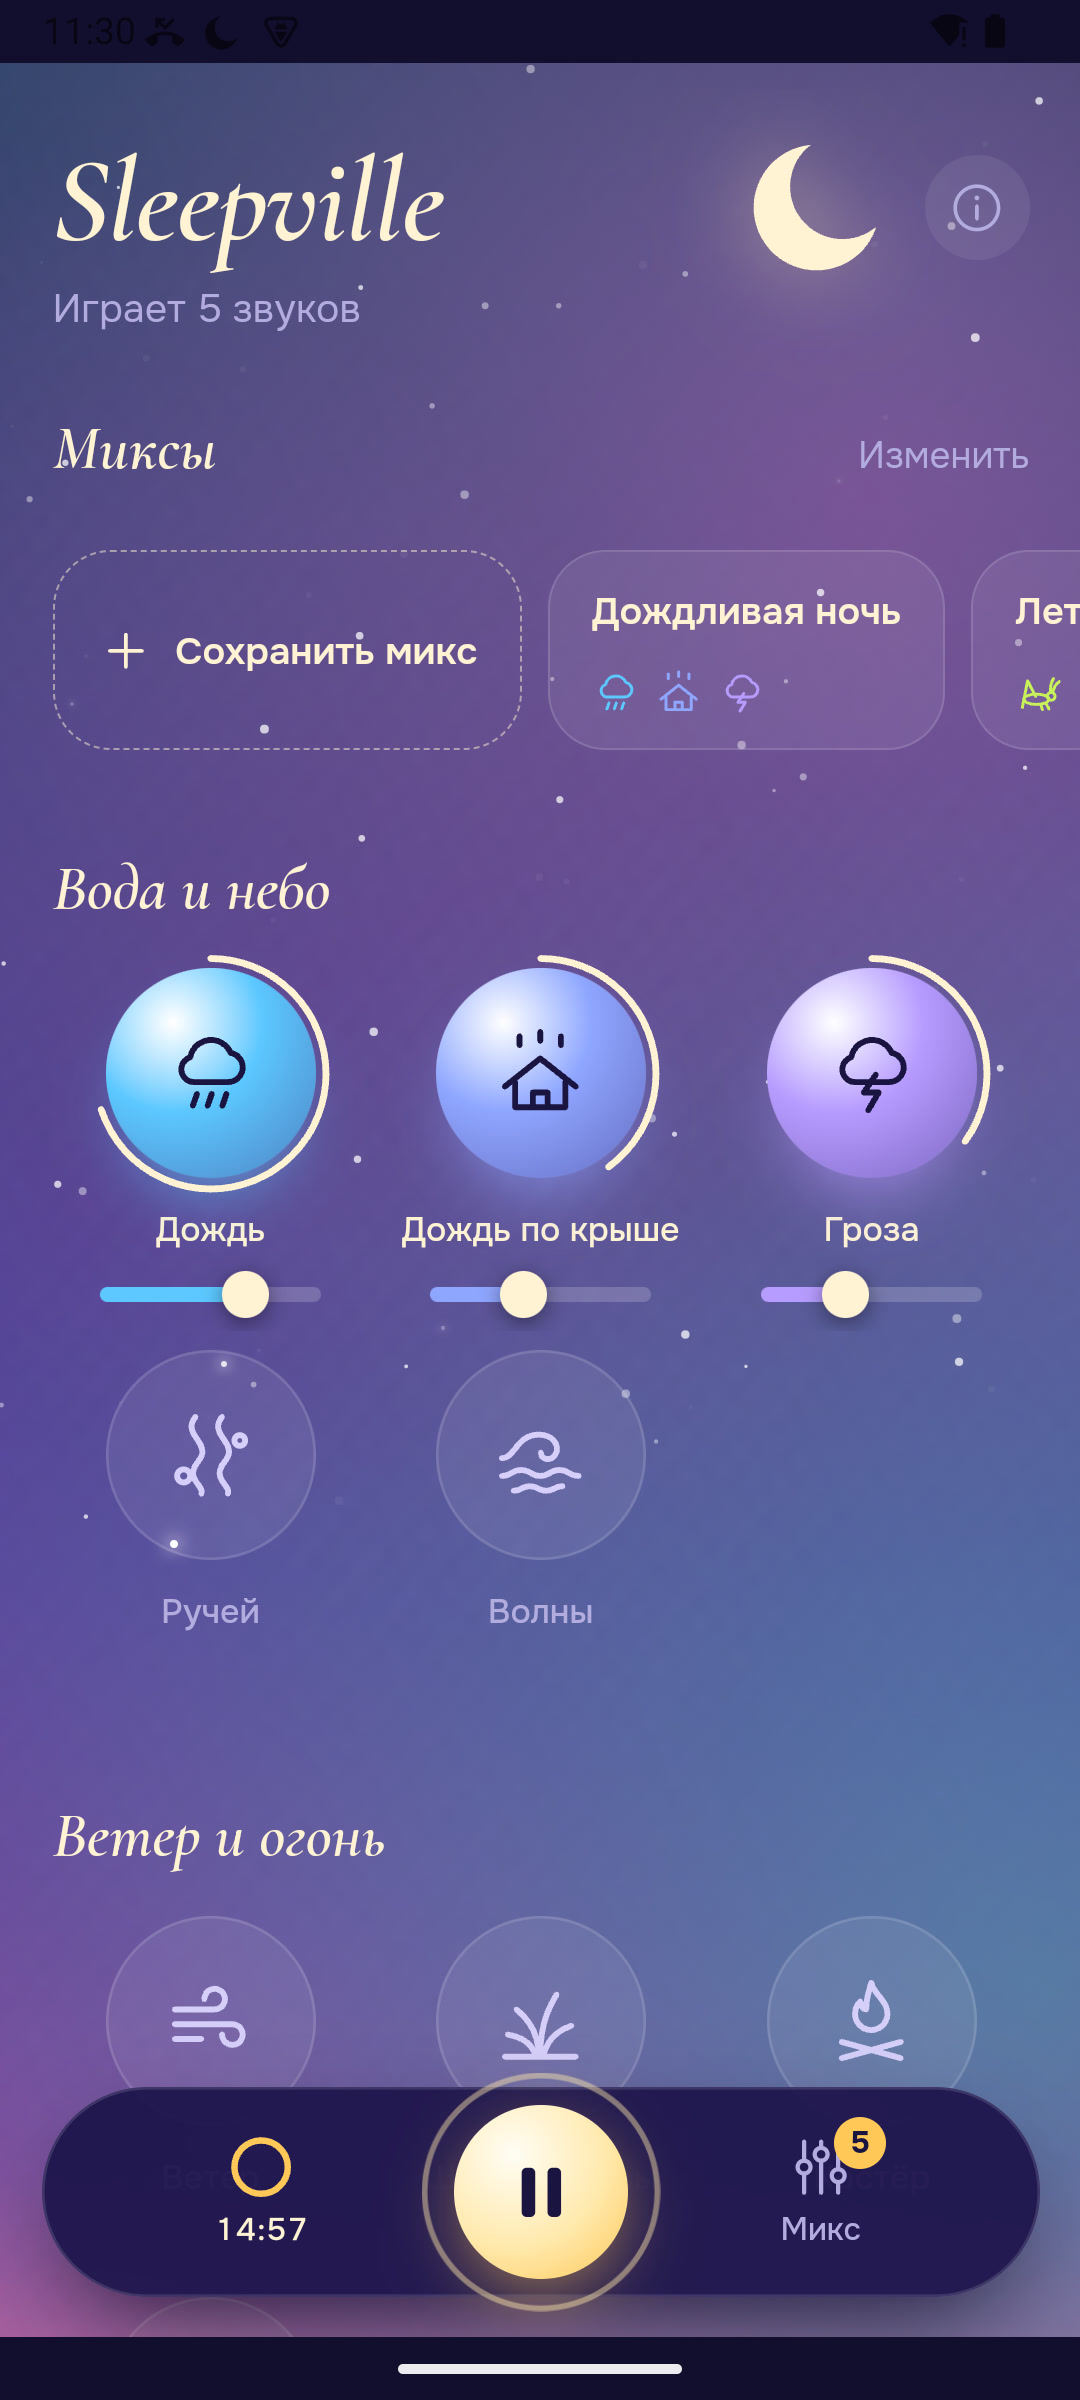 11:30
Sleepville
Играет 5 звуков
Миксы
Изменить
Сохранить микс
Дождливая ночь
Лет
Вода и небо
Дождь
Дождь по крыше
Гроза
Ручей
Волны
Ветер и огонь
Ветер
5
14:57
Микс